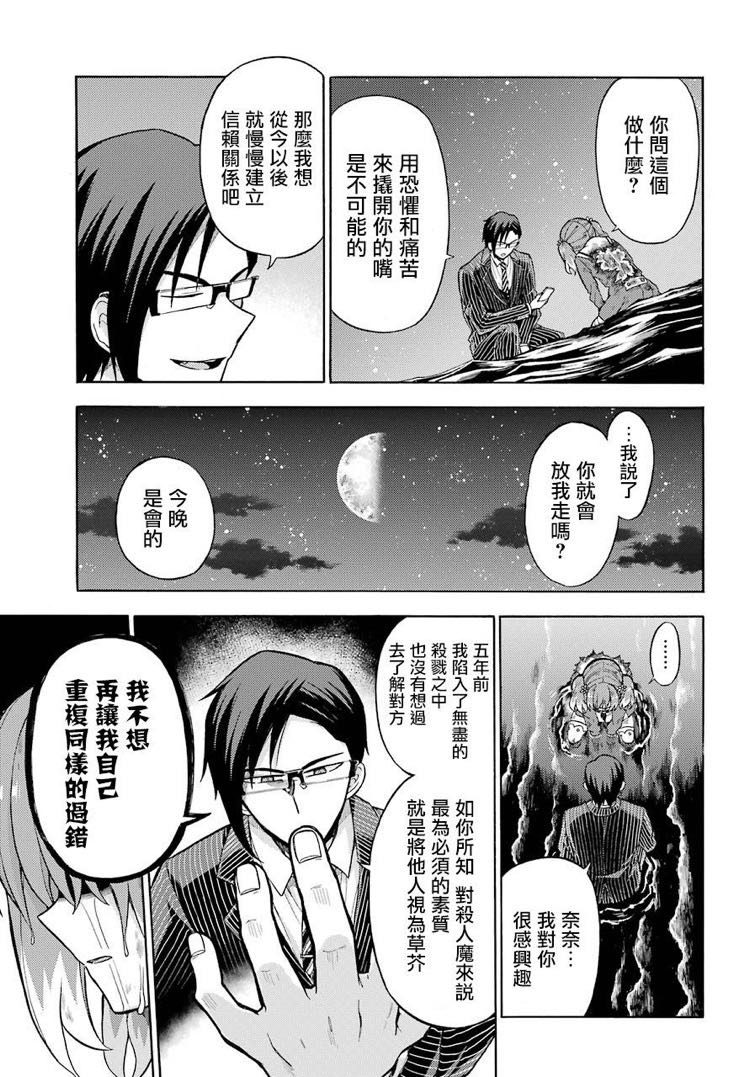 你問這個
做什麼？
用恐懼和痛苦
來撬開你的嘴
是不可能的
那麼我想
從今以後
就慢慢建立
信賴關係吧
…我説了
你就會
放我走嗎？
今晚
是會的
……
奈奈…
我對你
很感興趣
五年前
我陷入了無盡的
殺戮之中
也沒有想過
去了解對方
如你所知 對殺人魔來説
最為必須的素質
就是將他人視為草芥
我不想
再讓我自己
重複同樣的過錯